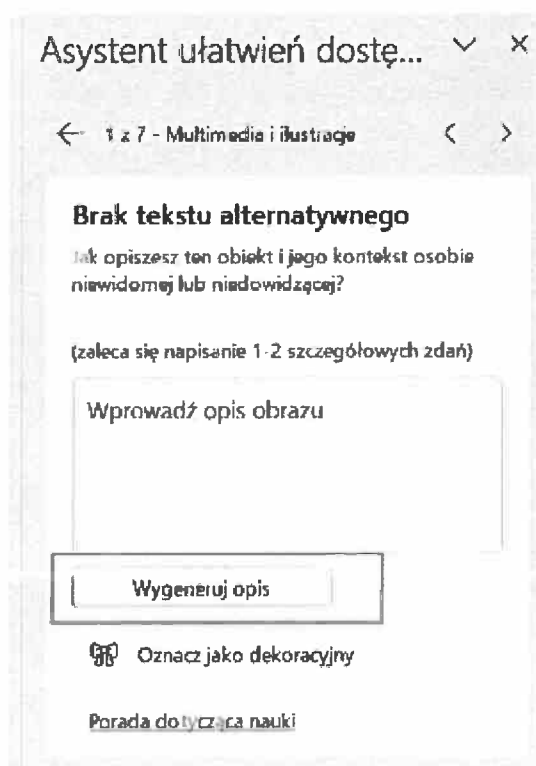 Asystent ułatwień dostę...
1 z 7 - Multimedia i ilustracje
Brak tekstu alternatywnego
Jak opiszesz ten obiekt i jego kontekst osobie
niewidomej lub niedowidzącej?
(zaleca się napisanie 1-2 szczegółowych zdań)
Wprowadź opis obrazu
Wygeneruj opis
Oznacz jako dekoracyjny
Porada dotycząca nauki